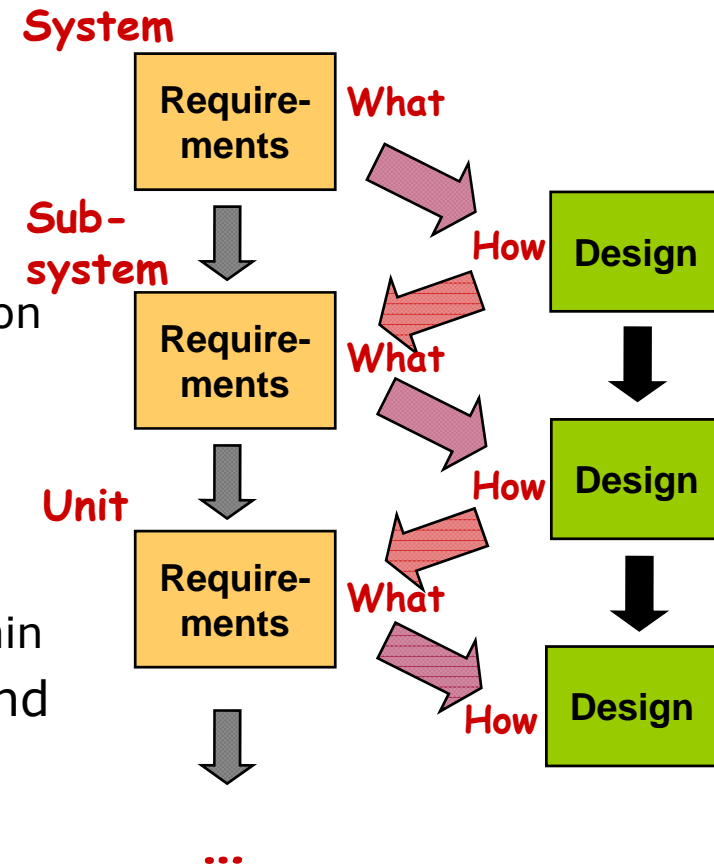 System
Require-
ments
What
Sub-
system
How
Design
on
Require-
ments
What
Unit
How
Design
Require-
ments
What
nd
How
Design
...